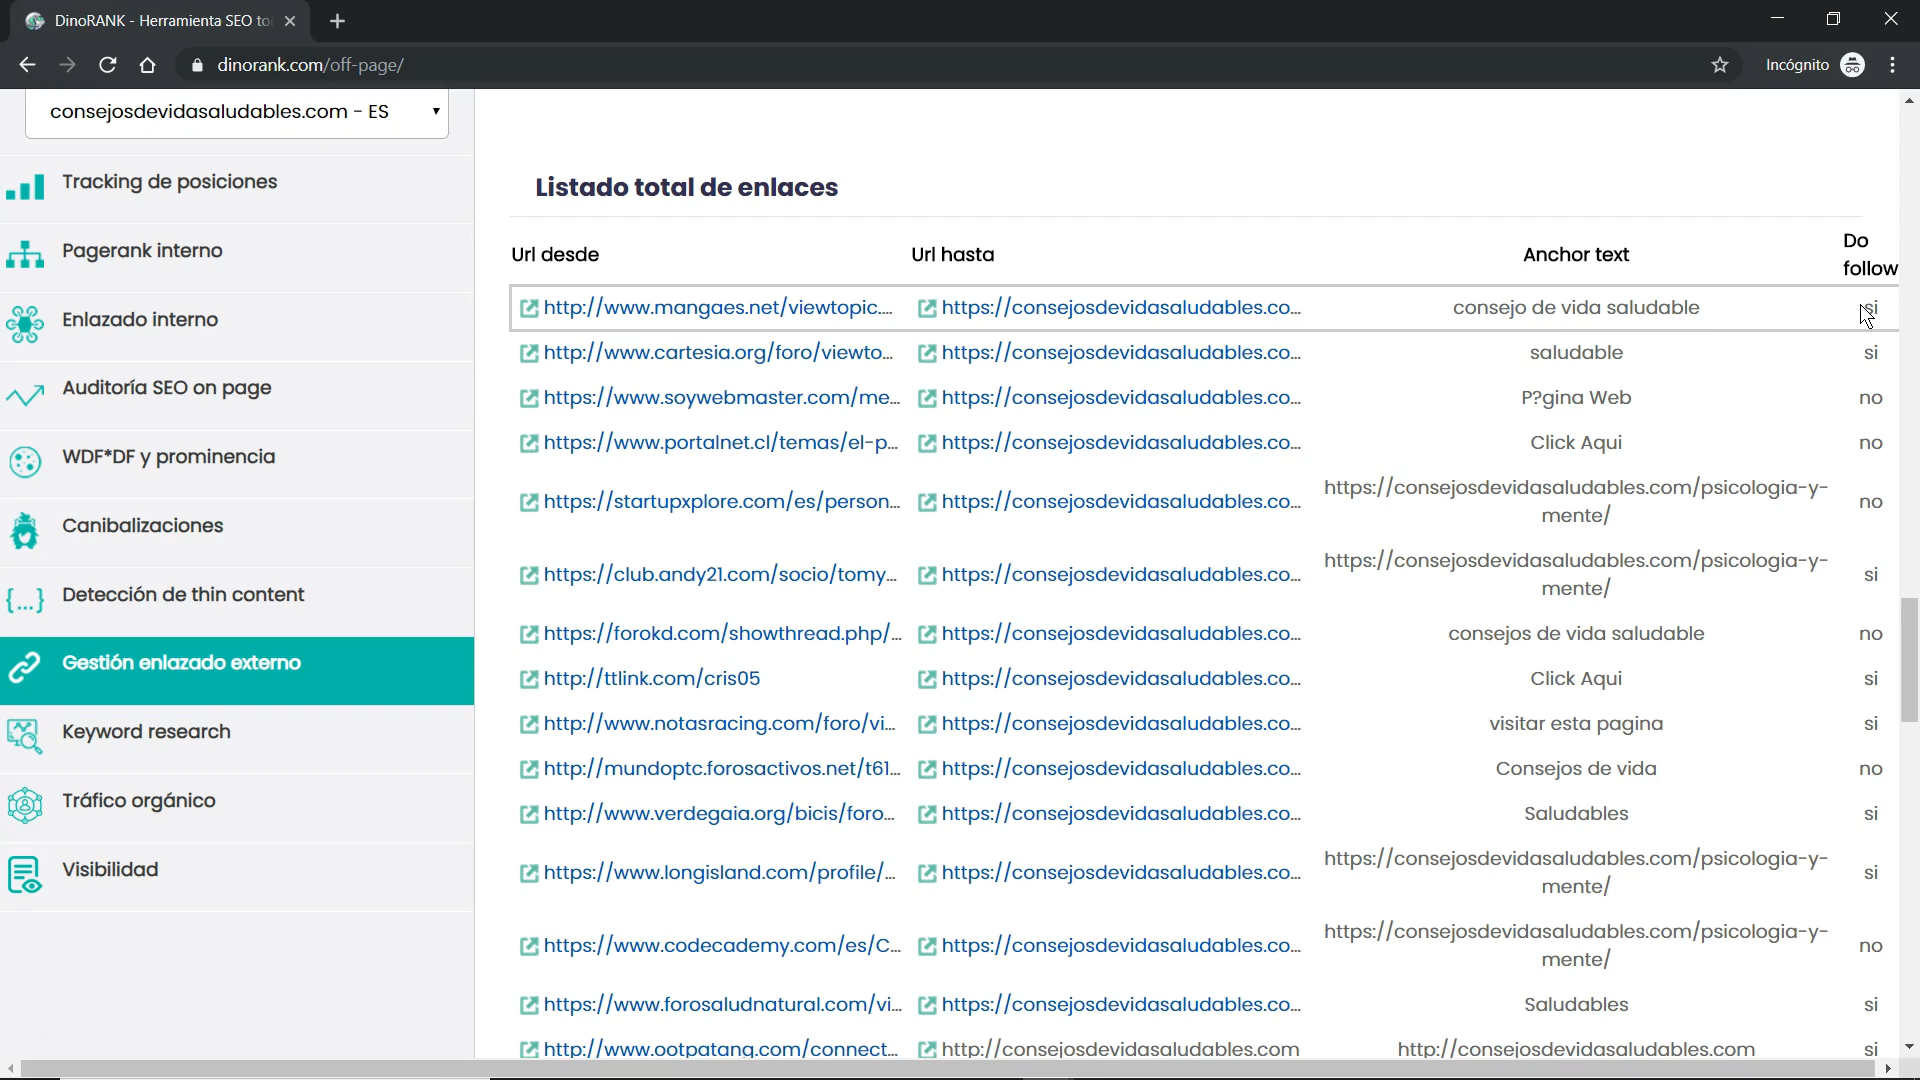 DinoRANK - Herramienta SEO to
dinorank.com/off-page/
Incógnito
consejosdevidasaludables.com - ES
Tracking de posiciones
Pagerank interno
Enlazado interno
Auditoría SEO on page
WDF*DF y prominencia
Canibalizaciones
{...} Detección de thin content
Gestión enlazado externo
Keyword research
Tráfico orgánico
Visibilidad
Listado total de enlaces
Url desde Url hasta Anchor text Do
follow
http://www.mangaes.net/viewtopic.... https://consejosdevidasaludables.co... consejo de vida saludable si
http://www.cartesia.org/foro/viewto... https://consejosdevidasaludables.co... saludable si
https://www.soywebmaster.com/me... https://consejosdevidasaludables.co... P?gina Web no
https://www.portalnet.cl/temas/el-p... https://consejosdevidasaludables.co... Click Aqui no
https://startupxplore.com/es/person... https://consejosdevidasaludables.co... https://consejosdevidasaludables.com/psicologia-y- no
mente/
https://club.andy21.com/socio/tomy... https://consejosdevidasaludables.co... https://consejosdevidasaludables.com/psicologia-y- si
mente/
https://forokd.com/showthread.php/... https://consejosdevidasaludables.co... consejos de vida saludable no
http://ttlink.com/cris05 https://consejosdevidasaludables.co... Click Aqui si
http://www.notasracing.com/foro/vi... https://consejosdevidasaludables.co... visitar esta pagina si
http://mundoptc.forosactivos.net/t61... https://consejosdevidasaludables.co... Consejos de vida no
http://www.verdegaia.org/bicis/foro... https://consejosdevidasaludables.co... Saludables si
https://www.longisland.com/profile/... https://consejosdevidasaludables.co... https://consejosdevidasaludables.com/psicologia-y- si
mente/
https://www.codecademy.com/es/C... https://consejosdevidasaludables.co... https://consejosdevidasaludables.com/psicologia-y- no
mente/
https://www.forosaludnatural.com/vi... https://consejosdevidasaludables.co... Saludables si
http://www.ootpatang.com/connect... http://consejosdevidasaludables.com http://consejosdevidasaludables.com si